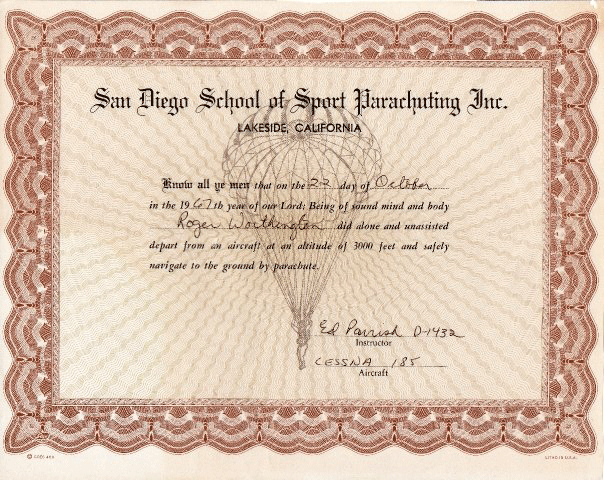 San Diego School of Sport Parachuting Inc.
LAKESIDE, CALIFORNIA
Know all ye men that on the 22 day of October
in the 1967th year of our Lord; Being of sound mind and body
Roger Worthington did alone and unassisted
depart from an aircraft at an altitude of 3000 feet and safely
navigate to the ground by parachute.
Ed Parrish D-1432
Instructor
CESSNA 185
Aircraft
© GOES
LITHO IN U.S.A.